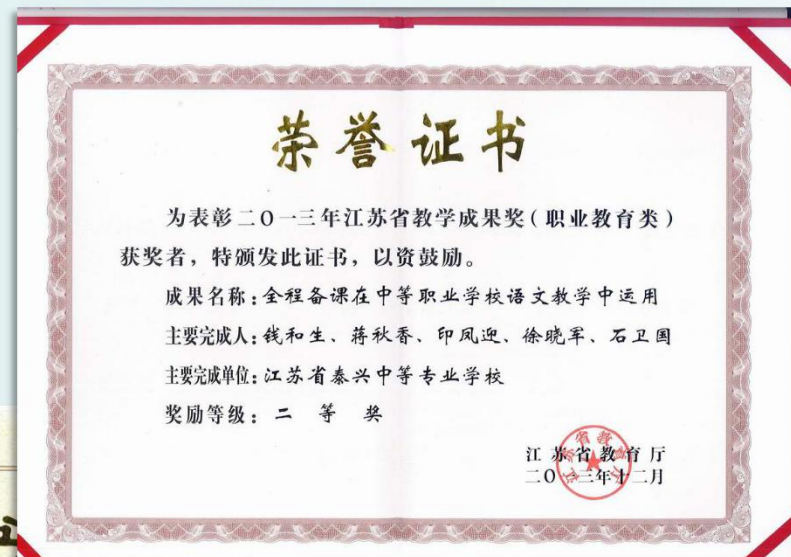 荣誉证书
为表彰二〇一三年江苏省教学成果奖(职业教育类)
获奖者,特颁发此证书,以资鼓励。
成果名称:全程备课在中等职业学校语文教学中运用
主要完成人:钱和生、蒋秋香、印凤迎、徐晓军、石卫国
主要完成单位:江苏省泰兴中等专业学校
奖励等级:二 等 奖
江苏省教育厅
江苏省教育厅
二〇一三年十二月